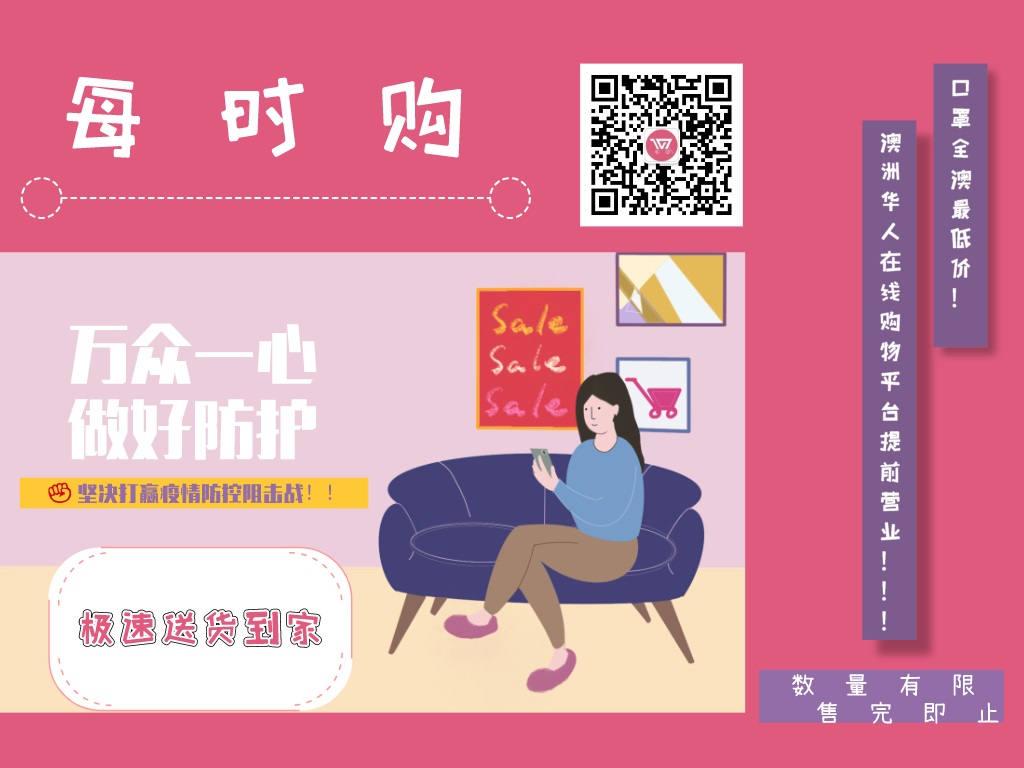 每时购
口罩全澳最低价!
澳洲华人在线购物平台提前营业!!!
Sale
Sale
Sale
万众一心
做好防护
坚决打赢疫情防控阻击战!!
极速送货到家
数量有限
售完即止